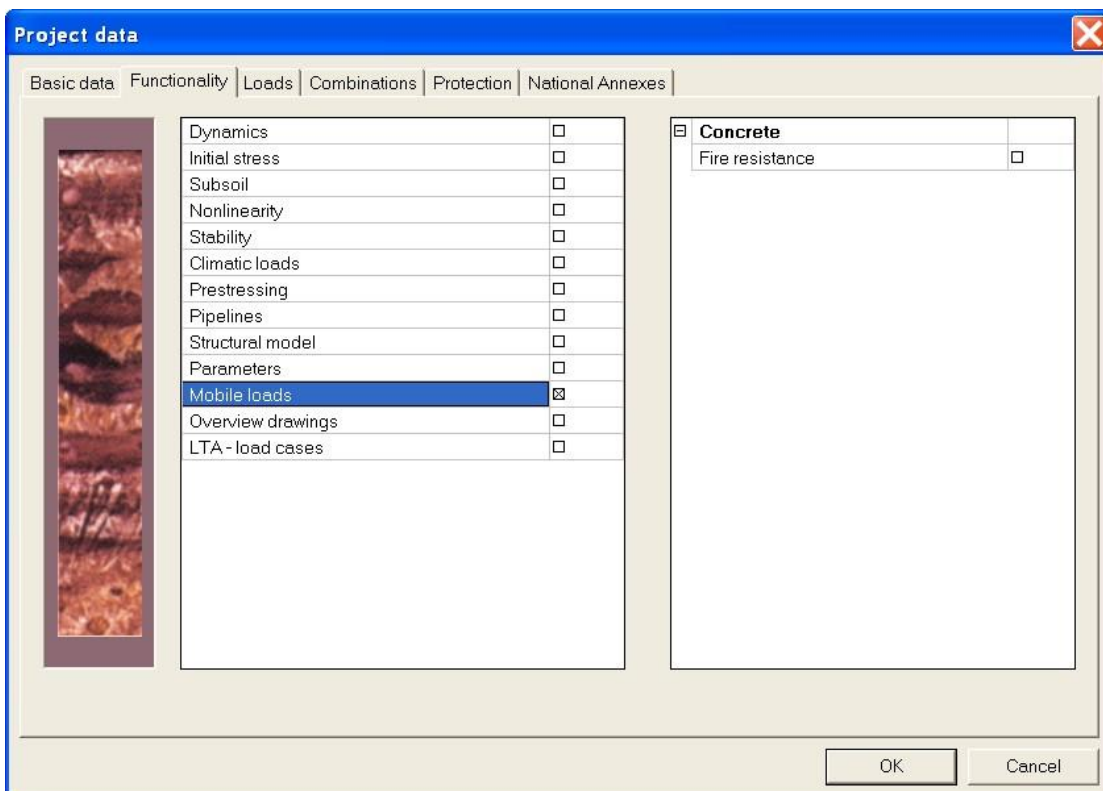 Project data
Basic data Functionality Loads Combinations Protection National Annexes
Dynamics
Initial stress
Subsoil
Nonlinearity
Stability
Climatic loads
Prestressing
Pipelines
Structural model
Parameters
Mobile loads
Overview drawings
LTA - load cases
Concrete
Fire resistance
OK Cancel